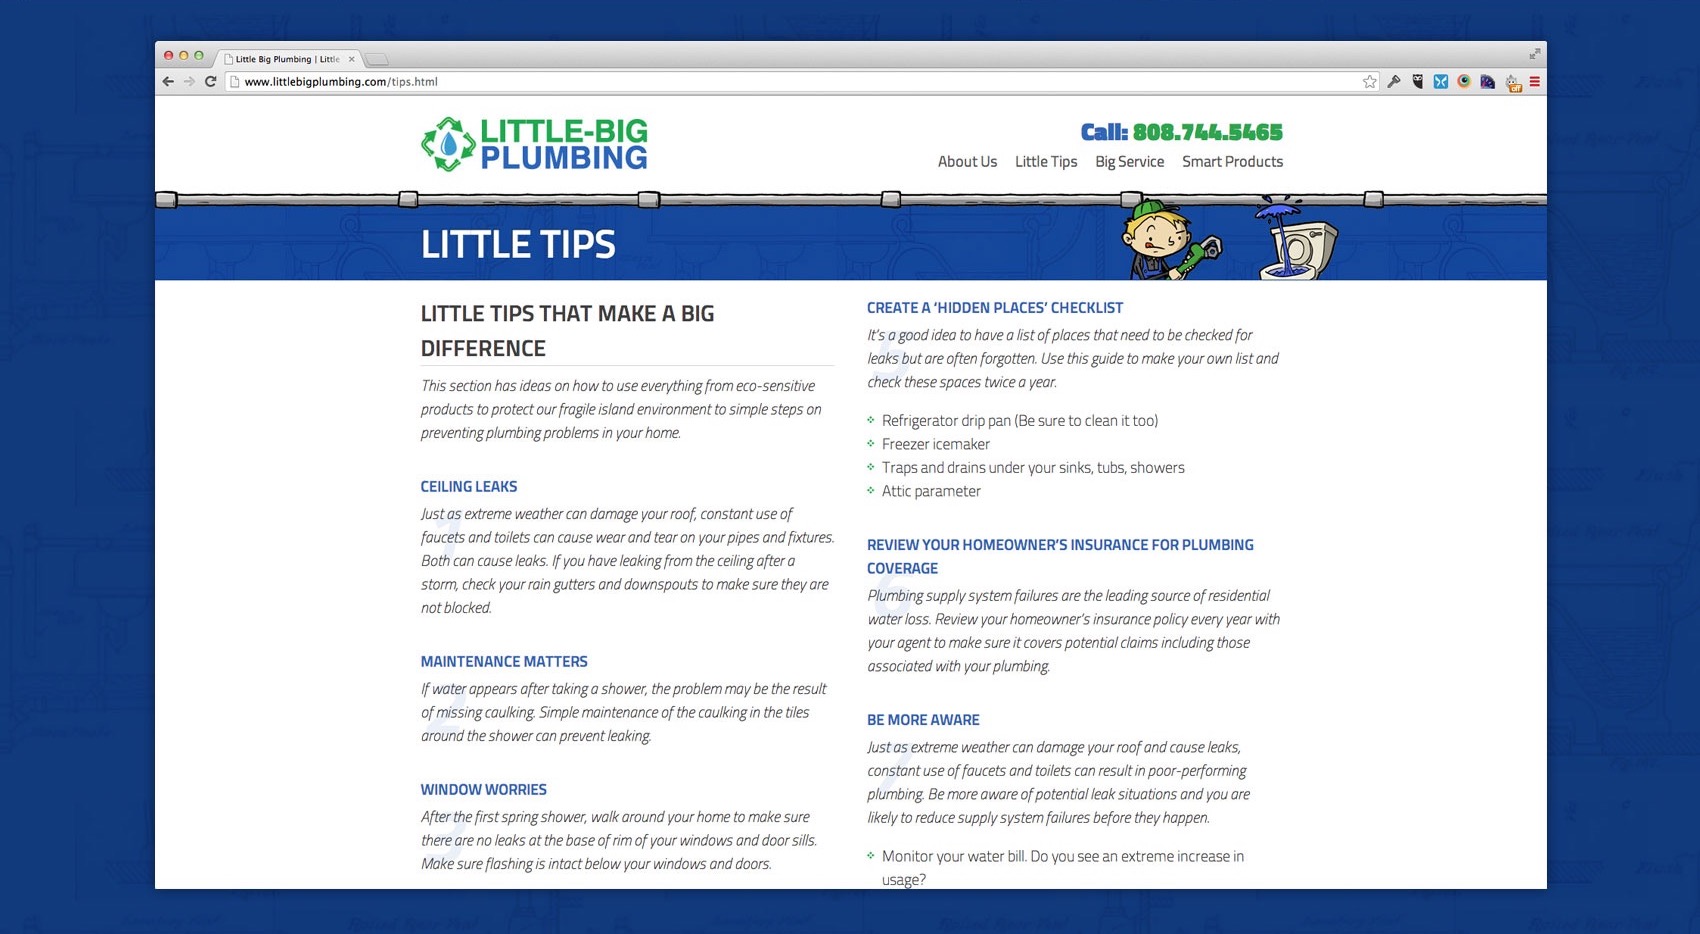 Little Big Plumbing | Little
www.littlebigplumbing.com/tips.html
off
LITTLE-BIG
PLUMBING
Call: 808.744.5465
About Us Little Tips Big Service Smart Products
LITTLE TIPS
LITTLE TIPS THAT MAKE A BIG
DIFFERENCE
This section has ideas on how to use everything from eco-sensitive
products to protect our fragile island environment to simple steps on
preventing plumbing problems in your home.
CEILING LEAKS
1
Just as extreme weather can damage your roof, constant use of
faucets and toilets can cause wear and tear on your pipes and fixtures.
Both can cause leaks. If you have leaking from the ceiling after a
storm, check your rain gutters and downspouts to make sure they are
not blocked.
MAINTENANCE MATTERS
2
If water appears after taking a shower, the problem may be the result
of missing caulking. Simple maintenance of the caulking in the tiles
around the shower can prevent leaking.
WINDOW WORRIES
3
After the first spring shower, walk around your home to make sure
there are no leaks at the base of rim of your windows and door sills.
Make sure flashing is intact below your windows and doors.
CREATE A ‘HIDDEN PLACES’ CHECKLIST
5
It’s a good idea to have a list of places that need to be checked for
leaks but are often forgotten. Use this guide to make your own list and
check these spaces twice a year.
Refrigerator drip pan (Be sure to clean it too)
Freezer icemaker
Traps and drains under your sinks, tubs, showers
Attic parameter
REVIEW YOUR HOMEOWNER’S INSURANCE FOR PLUMBING
COVERAGE
6
Plumbing supply system failures are the leading source of residential
water loss. Review your homeowner’s insurance policy every year with
your agent to make sure it covers potential claims including those
associated with your plumbing.
BE MORE AWARE
7
Just as extreme weather can damage your roof and cause leaks,
constant use of faucets and toilets can result in poor-performing
plumbing. Be more aware of potential leak situations and you are
likely to reduce supply system failures before they happen.
Monitor your water bill. Do you see an extreme increase in
usage?